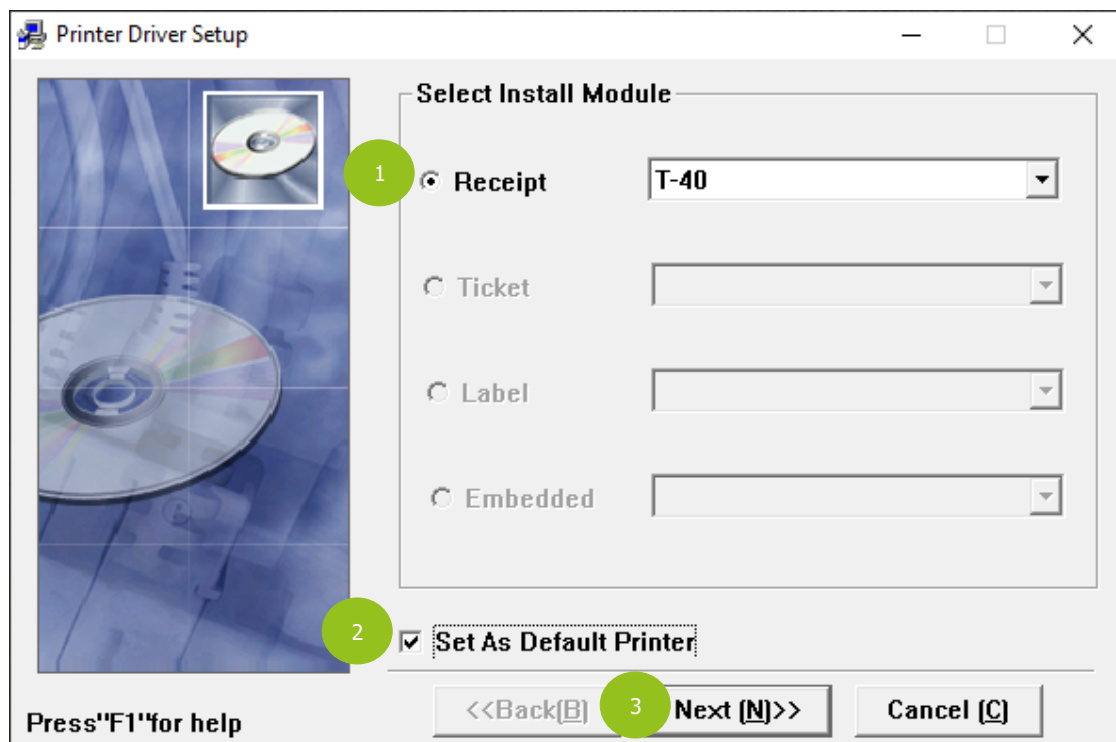 Printer Driver Setup
Select Install Module
1 Receipt T-40
Ticket
Label
Embedded
2 Set As Default Printer
<<Back(B) 3 Next (N)>> Cancel (C)
Press"F1"for help